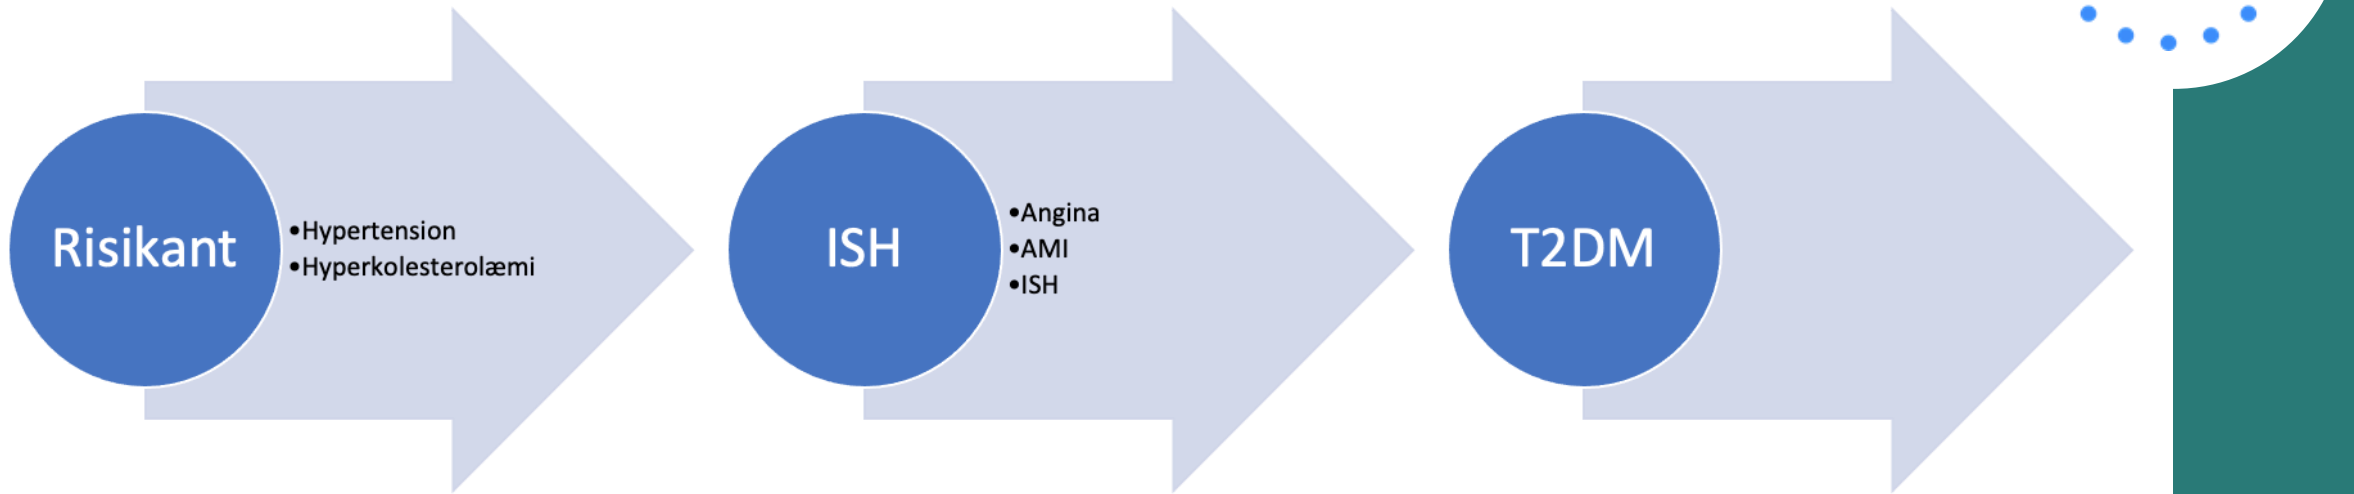 Risikant
•Hypertension
•Hyperkolesterolæmi
ISH
•Angina
•AMI
•ISH
T2DM